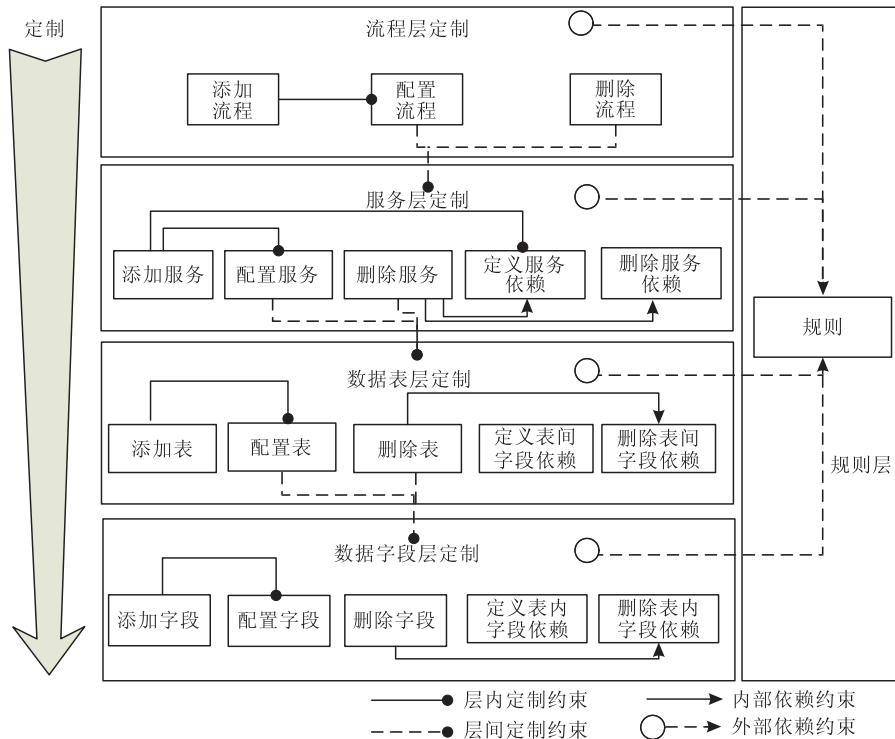 定制
流程层定制
添加
流程
配置
流程
删除
流程
服务层定制
添加服务
配置服务
删除服务
定义服务
依赖
删除服务
依赖
规则
数据表层定制
添加表
配置表
删除表
定义表间
字段依赖
删除表间
字段依赖
规则层
数据字段层定制
添加字段
配置字段
删除字段
定义表内
字段依赖
删除表内
字段依赖
层内定制约束
内部依赖约束
层间定制约束
外部依赖约束